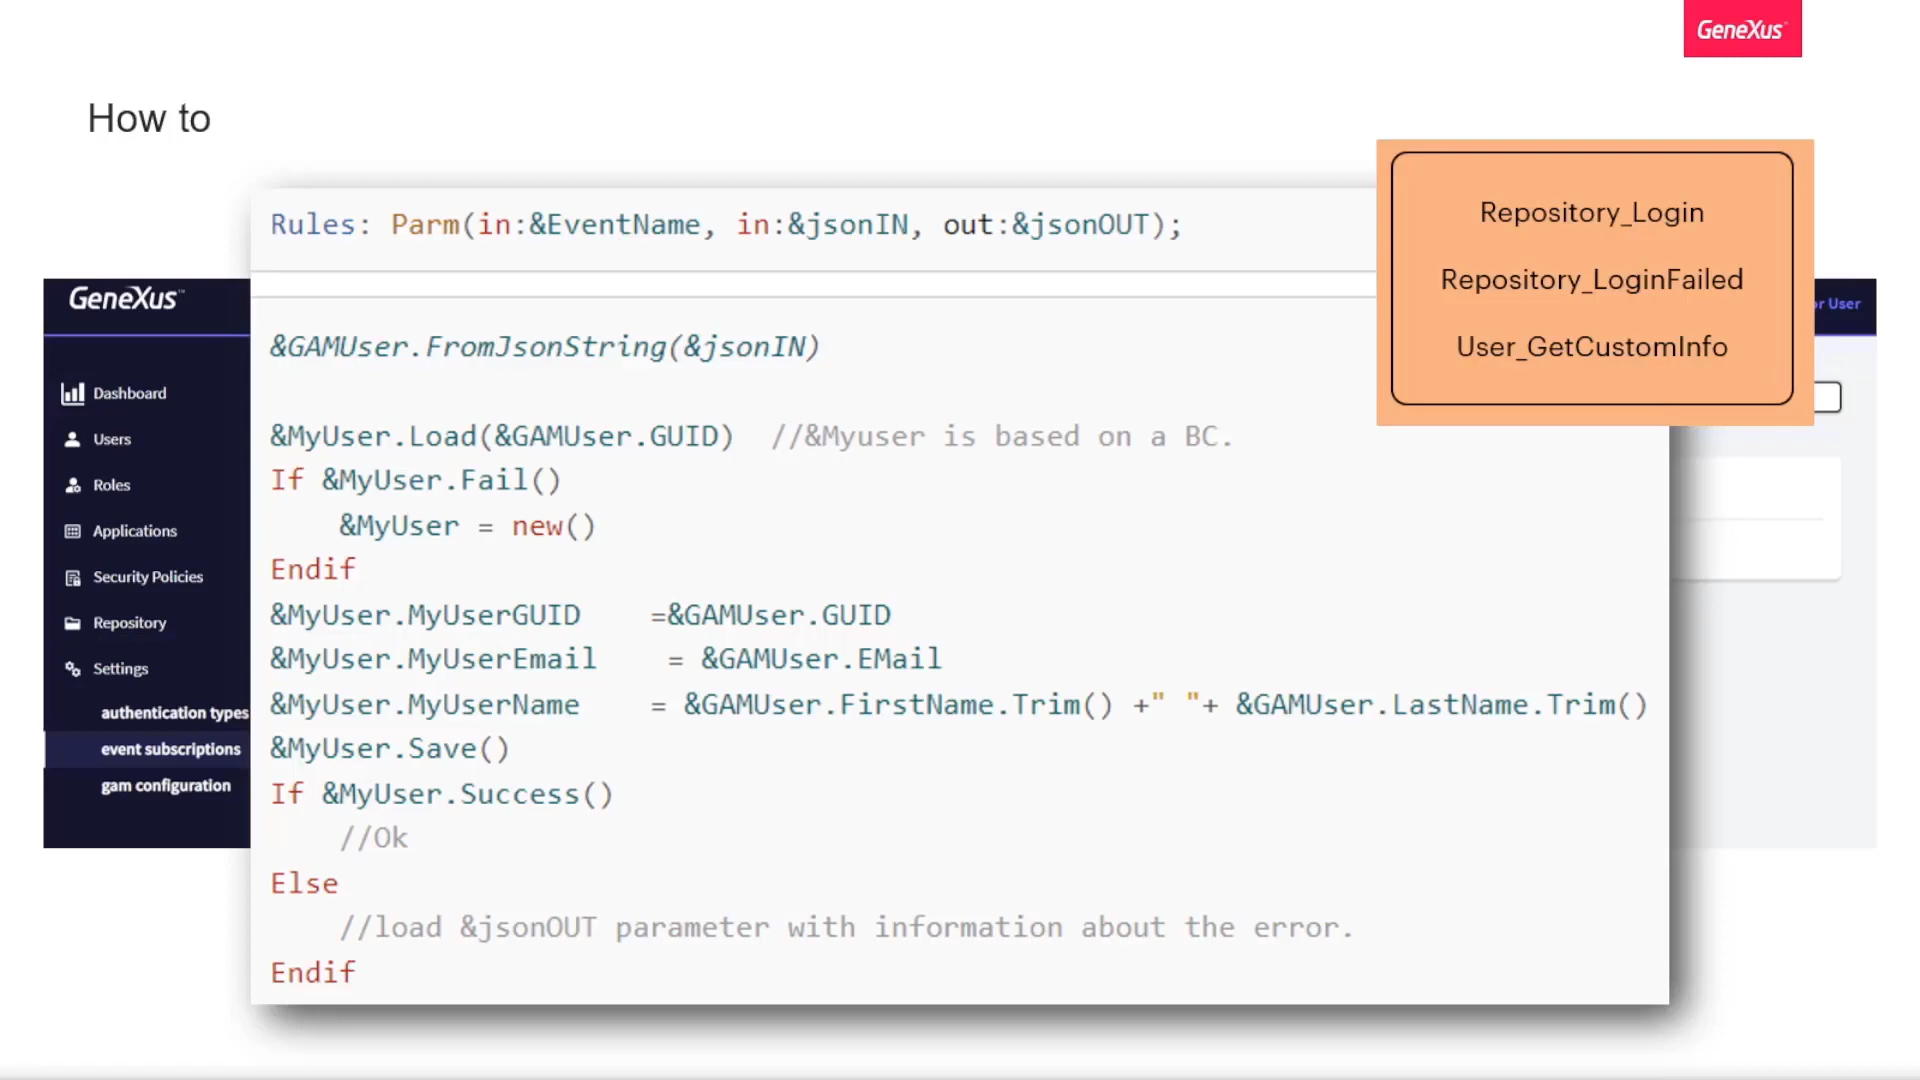 GeneXus™
How to
Rules: Parm(in:&EventName, in:&jsonIN, out:&jsonOUT);
Repository_Login
Repository_LoginFailed
User_GetCustomInfo
GeneXus™
or User
Dashboard
Users
Roles
Applications
Security Policies
Repository
Settings
authentication types
event subscriptions
gam configuration
&GAMUser.FromJsonString(&jsonIN)
&MyUser.Load(&GAMUser.GUID)  //&Myuser is based on a BC.
If &MyUser.Fail()
    &MyUser = new()
Endif
&MyUser.MyUserGUID    =&GAMUser.GUID
&MyUser.MyUserEmail    = &GAMUser.EMail
&MyUser.MyUserName    = &GAMUser.FirstName.Trim() +" "+ &GAMUser.LastName.Trim()
&MyUser.Save()
If &MyUser.Success()
    //Ok
Else
    //load &jsonOUT parameter with information about the error.
Endif